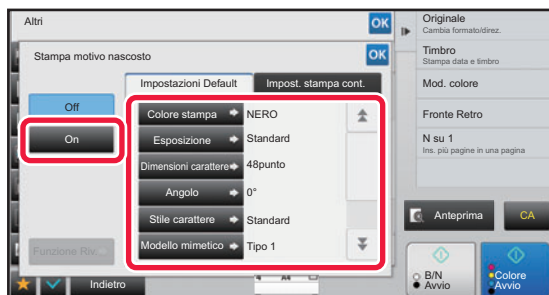 Altri
OK
Stampa motivo nascosto
OK
Impostazioni Default
Impost. stampa cont.
Off
On
Colore stampa
NERO
Esposizione
Standard
Dimensioni carattere
48punto
Angolo
0°
Stile carattere
Standard
Modello mimetico
Tipo 1
Funzione Riv.
Indietro
A4
Originale
Cambia formato/direz.
Timbro
Stampa data e timbro
Mod. colore
Fronte Retro
N su 1
Ins. più pagine in una pagina
Anteprima
CA
B/N
Avvio
Colore
Avvio